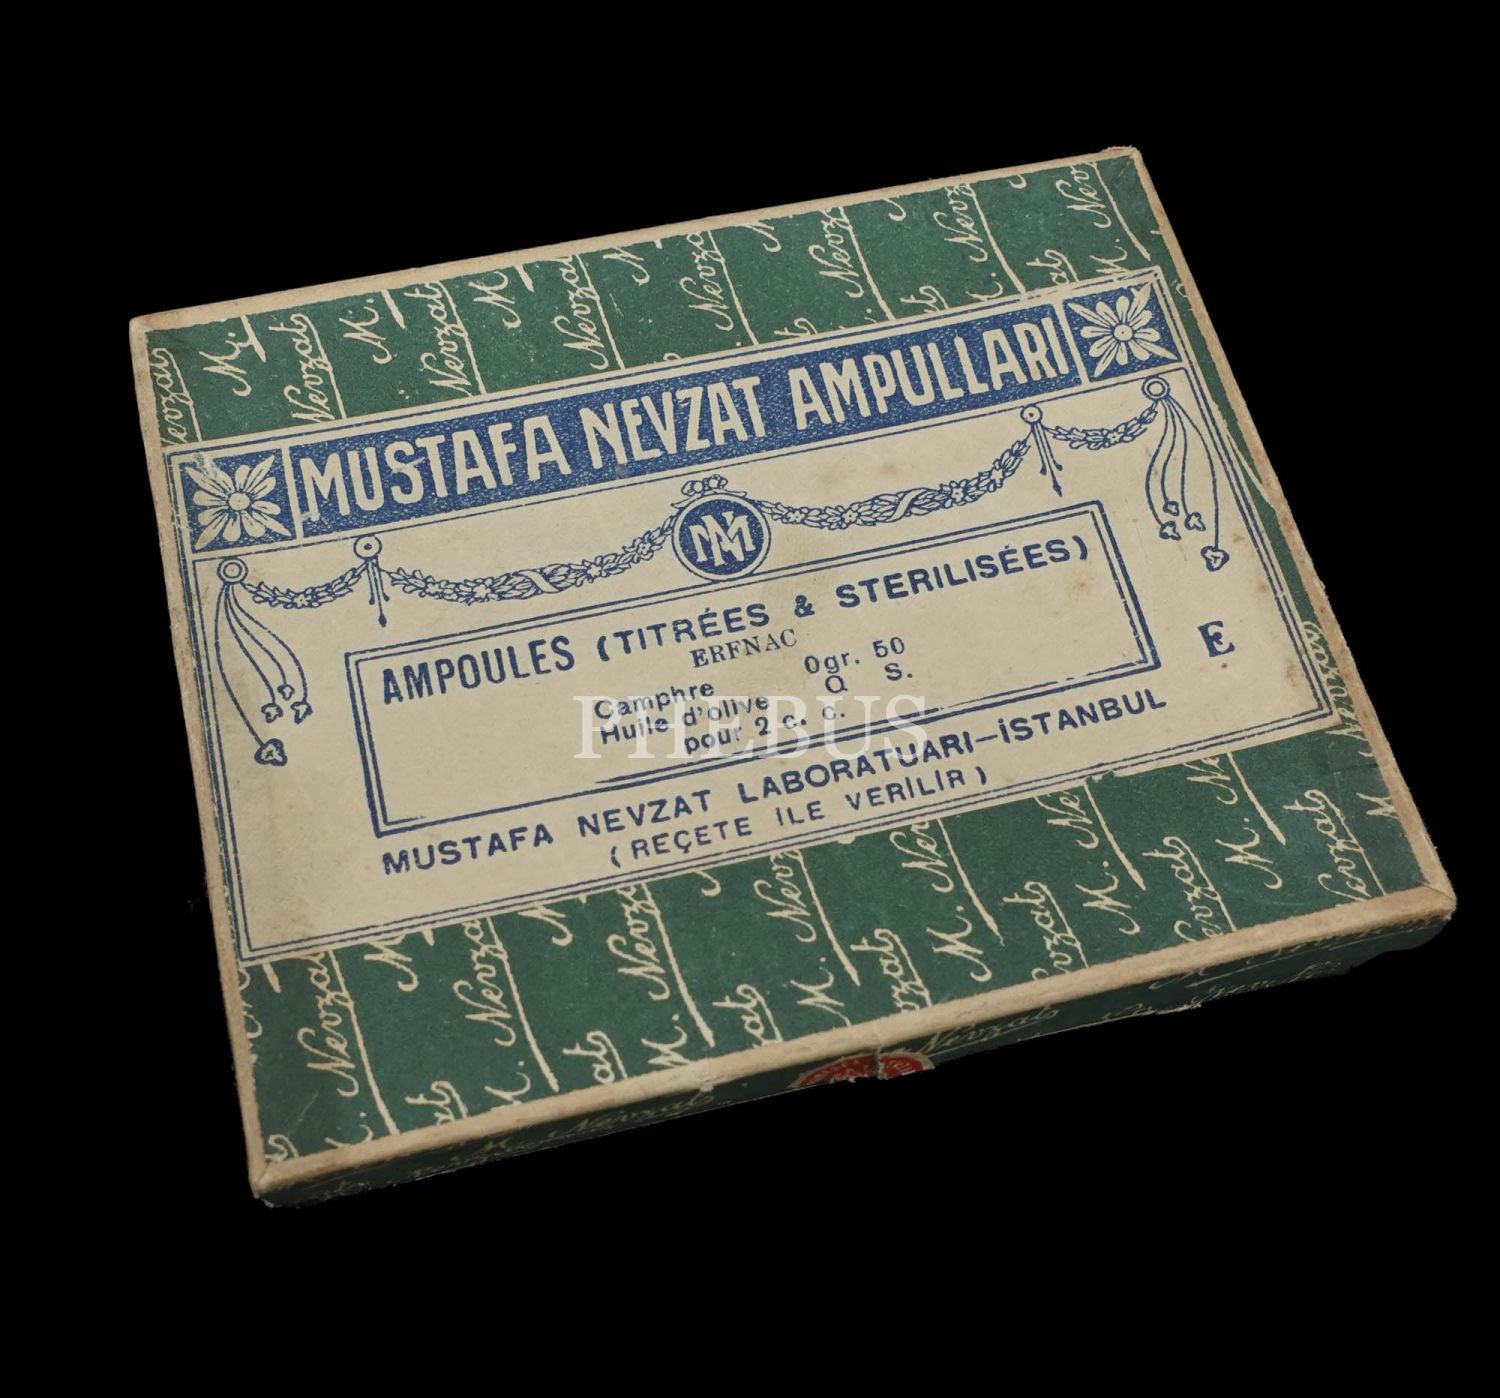 MUSTAFA NEVZAT AMPULLARI
MN
AMPOULES (TITRÉES & STERILISÉES)
ERFNAC
Camphre 0gr. 50
Huile d'olive Q S.
pour 2 c. c.
E
MUSTAFA NEVZAT LABORATUARI-İSTANBUL
(REÇETE İLE VERİLİR)
PHEBUS
M. Nevzat